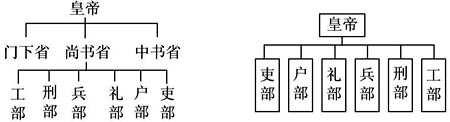 皇帝
门下省 尚书省 中书省
工部 刑部 兵部 礼部 户部 吏部
皇帝
吏部 户部 礼部 兵部 刑部 工部